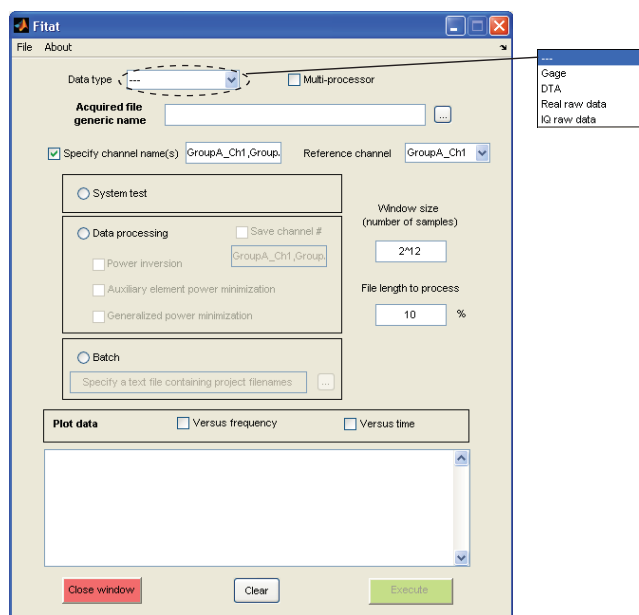 Fitat
File About
Data type --- Multi-processor
---
Gage
DTA
Real raw data
IQ raw data
Acquired file
generic name
...
Specify channel name(s) GroupA_Ch1,Group. Reference channel GroupA_Ch1
System test
Data processing Save channel #
GroupA_Ch1,Group.
Power inversion
Auxiliary element power minimization
Generalized power minimization
Window size
(number of samples)
2^12
File length to process
10 %
Batch
Specify a text file containing project filenames ...
Plot data Versus frequency Versus time
Close window Clear Execute